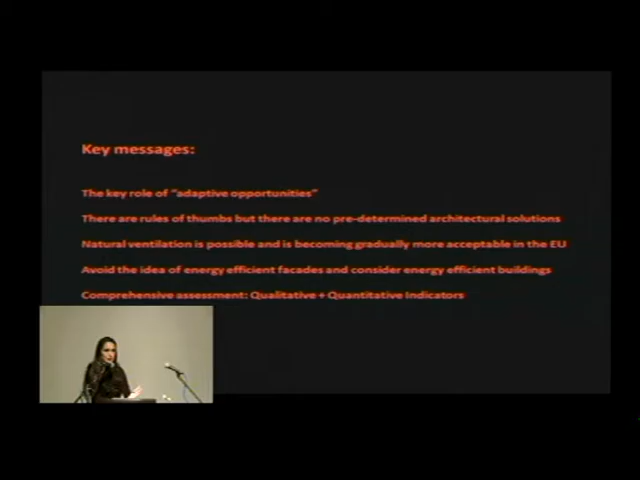 Key messages:
The key role of "adaptive opportunities"
There are rules of thumbs but there are no pre-determined architectural solutions
Natural ventilation is possible and is becoming gradually more acceptable in the EU
Avoid the idea of energy efficient facades and consider energy efficient buildings
Comprehensive assessment: Qualitative + Quantitative Indicators